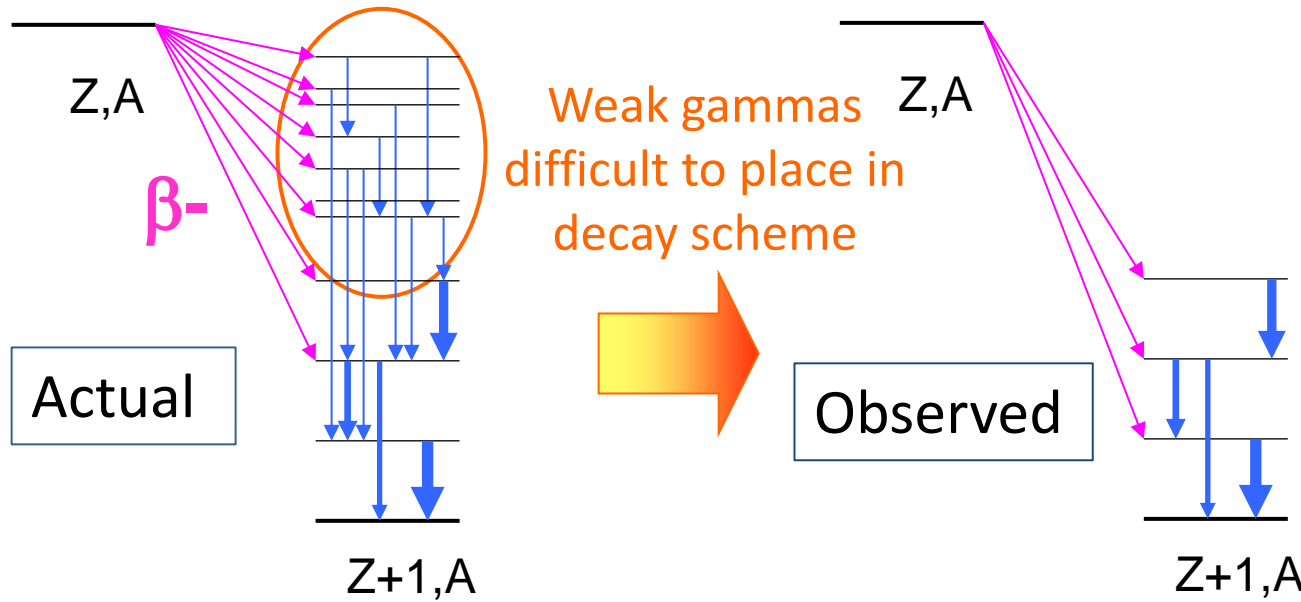 Z,A
β-
Actual
Z+1,A
Weak gammas
difficult to place in
decay scheme
Z,A
Observed
Z+1,A